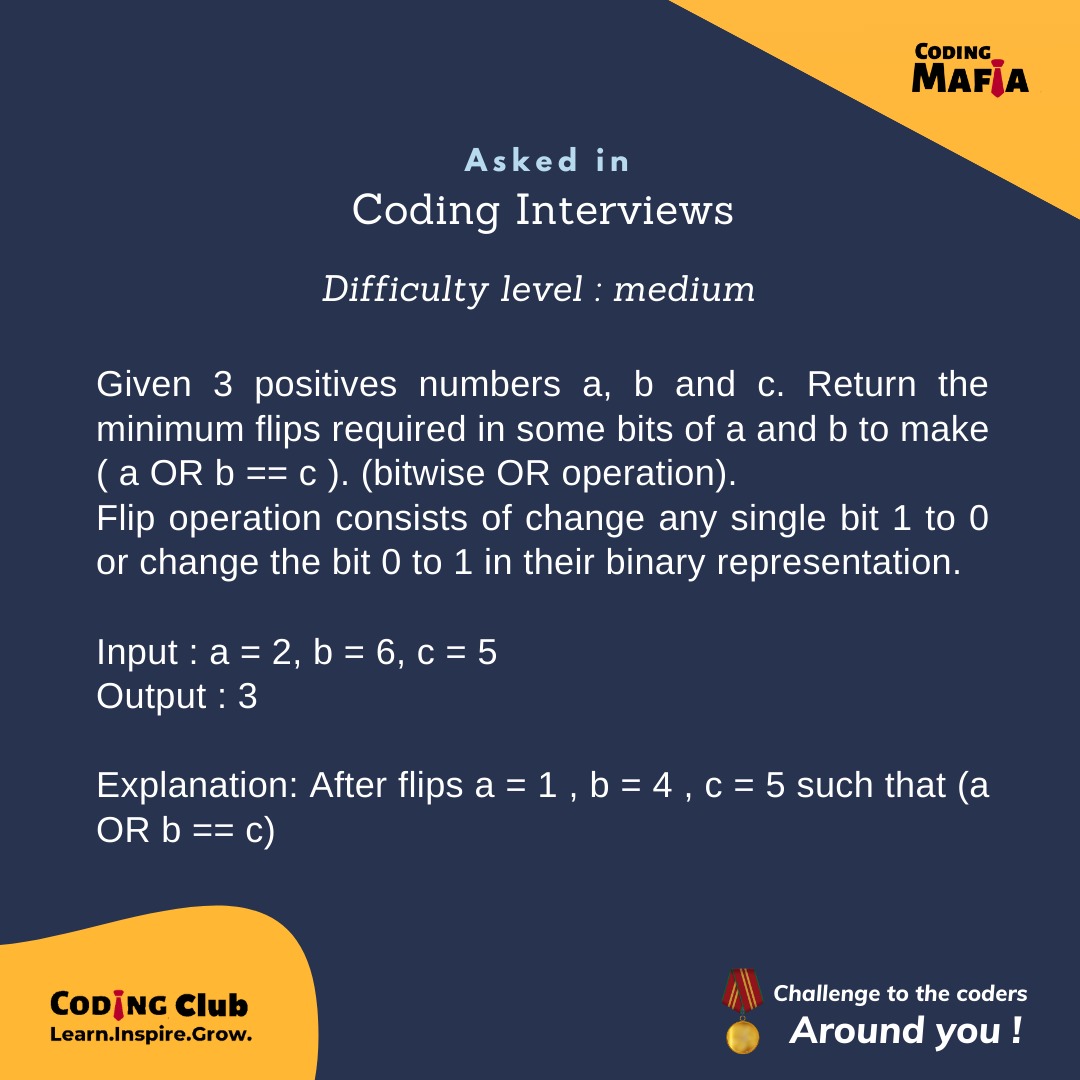 CODING
MAFIA
Asked in
Coding Interviews
Difficulty level : medium
Given 3 positives numbers a, b and c. Return the
minimum flips required in some bits of a and b to make
( a OR b == c ). (bitwise OR operation).
Flip operation consists of change any single bit 1 to 0
or change the bit 0 to 1 in their binary representation.
Input : a = 2, b = 6, c = 5
Output : 3
Explanation: After flips a = 1 , b = 4 , c = 5 such that (a
OR b == c)
CODING Club
Learn.Inspire.Grow.
Challenge to the coders
Around you !